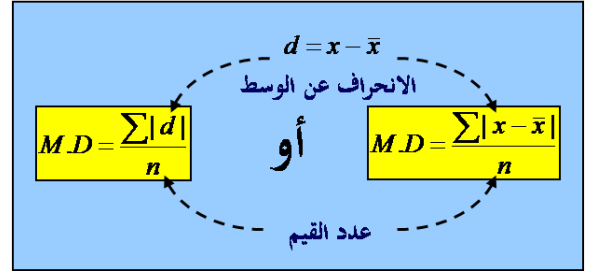 d = x − x̄
الانحراف عن الوسط
M.D = ∑|d| / n
أو
M.D = ∑|x − x̄| / n
عدد القيم